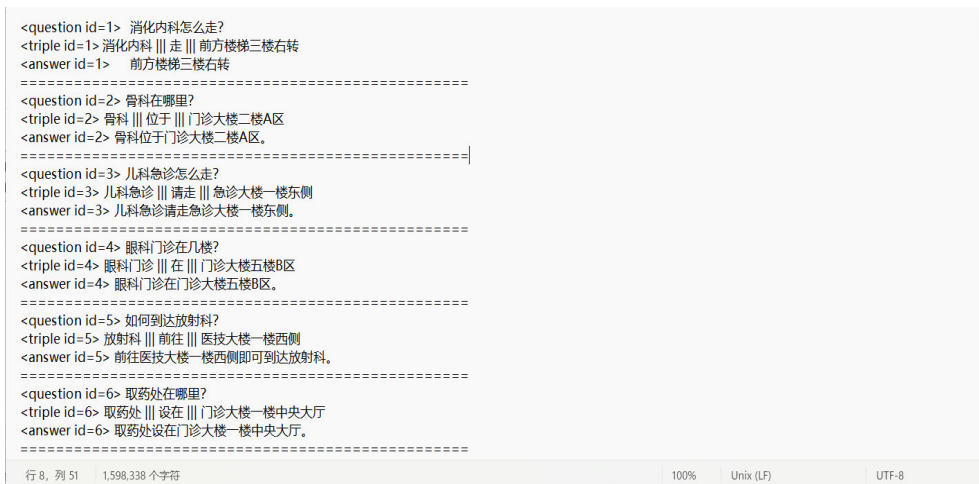 <question id=1>  消化内科怎么走?
<triple id=1> 消化内科 ||| 走 ||| 前方楼梯三楼右转
<answer id=1>    前方楼梯三楼右转
==================================================
<question id=2> 骨科在哪里?
<triple id=2> 骨科 ||| 位于 ||| 门诊大楼二楼A区
<answer id=2> 骨科位于门诊大楼二楼A区。
==================================================
<question id=3> 儿科急诊怎么走?
<triple id=3> 儿科急诊 ||| 请走 ||| 急诊大楼一楼东侧
<answer id=3> 儿科急诊请走急诊大楼一楼东侧。
==================================================
<question id=4> 眼科门诊在几楼?
<triple id=4> 眼科门诊 ||| 在 ||| 门诊大楼五楼B区
<answer id=4> 眼科门诊在门诊大楼五楼B区。
==================================================
<question id=5> 如何到达放射科?
<triple id=5> 放射科 ||| 前往 ||| 医技大楼一楼西侧
<answer id=5> 前往医技大楼一楼西侧即可到达放射科。
==================================================
<question id=6> 取药处在哪里?
<triple id=6> 取药处 ||| 设在 ||| 门诊大楼一楼中央大厅
<answer id=6> 取药处设在门诊大楼一楼中央大厅。
==================================================
行 8，列 51 1,598,338 个字符 100% Unix (LF) UTF-8